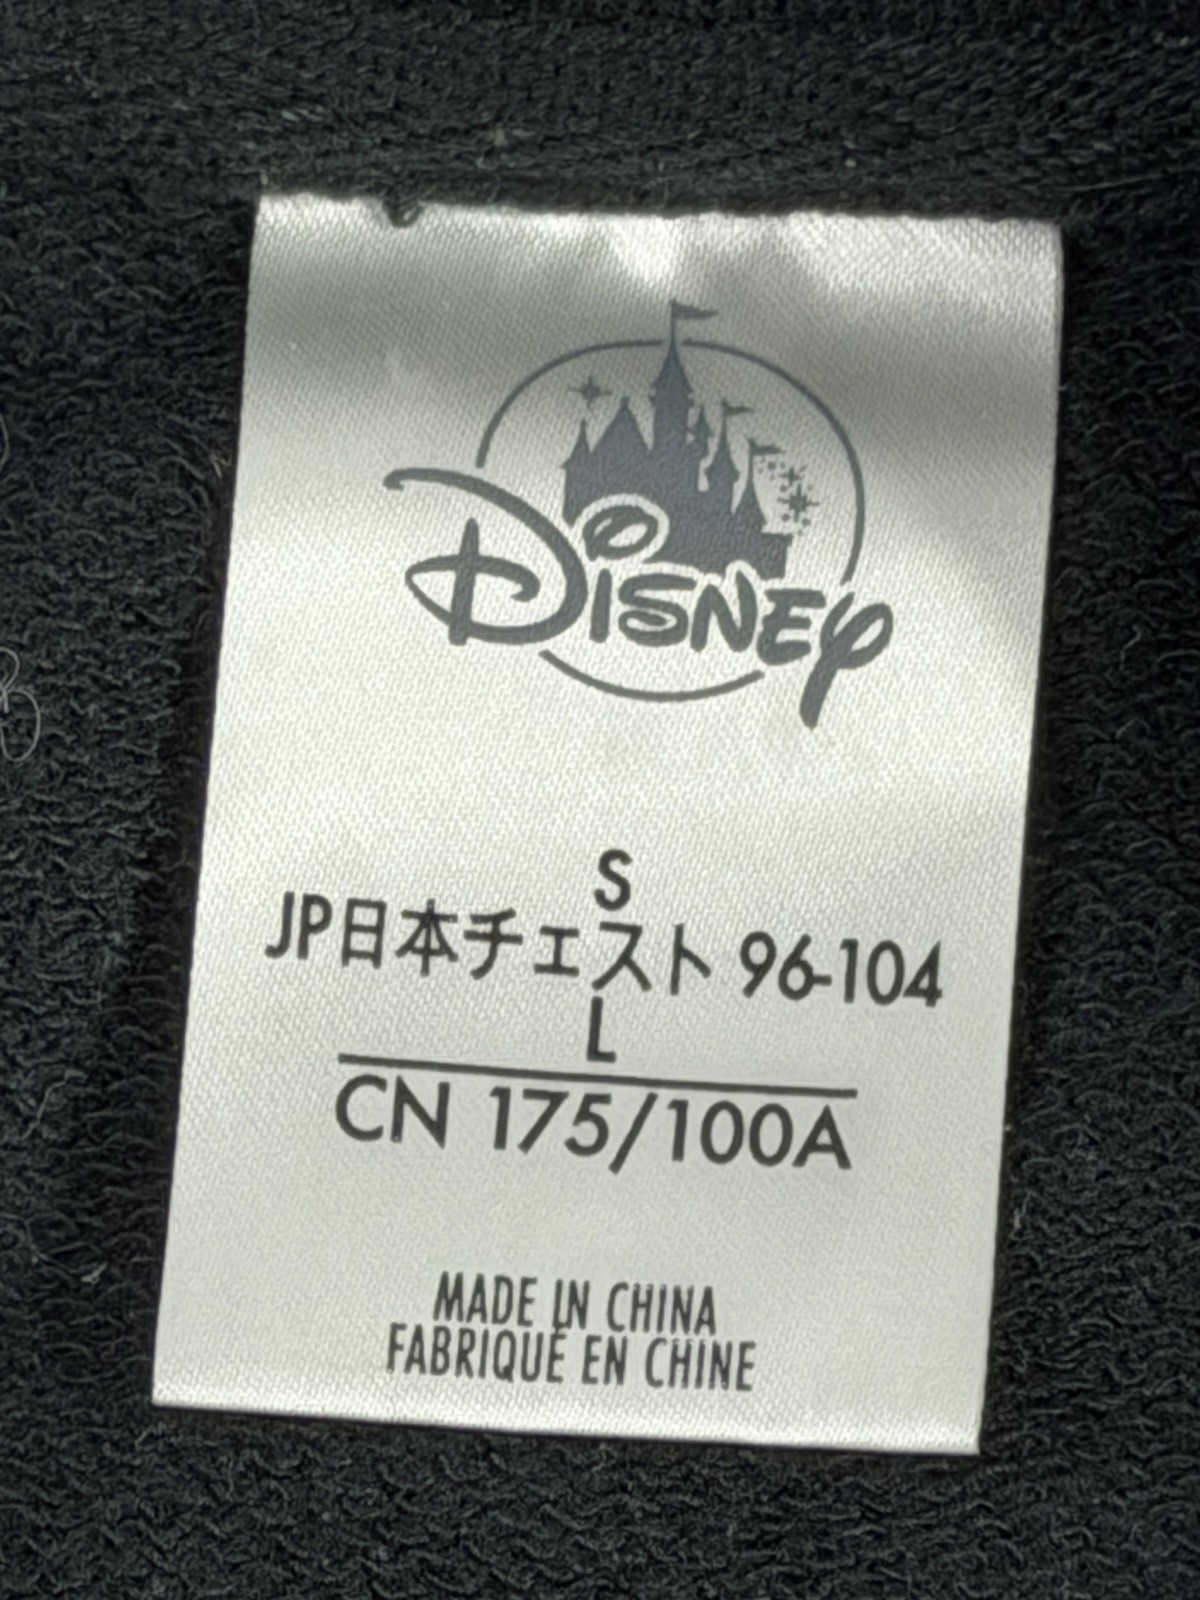 Disney
S
JP日本チェスト 96-104
L
CN 175/100A
MADE IN CHINA
FABRIQUÉ EN CHINE